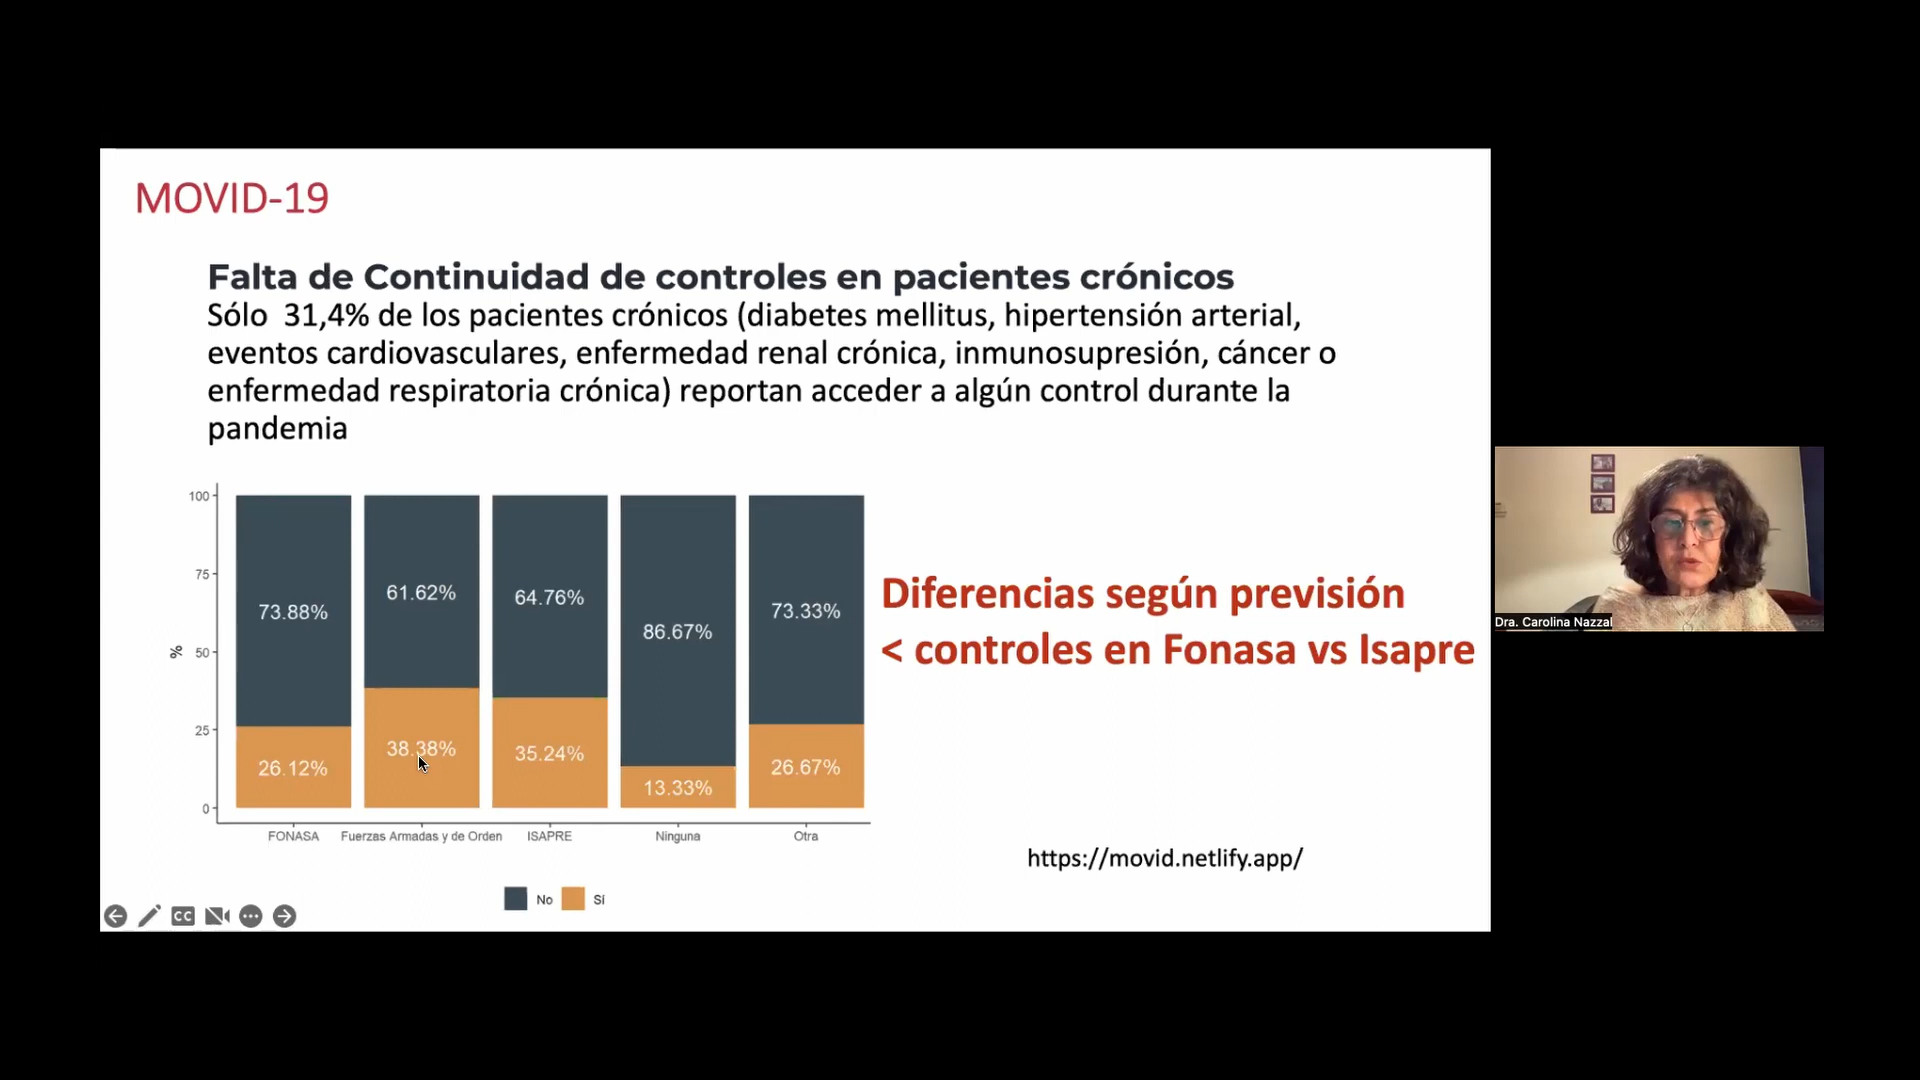 MOVID-19
Falta de Continuidad de controles en pacientes crónicos
Sólo 31,4% de los pacientes crónicos (diabetes mellitus, hipertensión arterial,
eventos cardiovasculares, enfermedad renal crónica, inmunosupresión, cáncer o
enfermedad respiratoria crónica) reportan acceder a algún control durante la
pandemia
100
75
%
50
25
0
73.88%
61.62%
64.76%
86.67%
73.33%
26.12%
38.38%
35.24%
13.33%
26.67%
FONASA
Fuerzas Armadas y de Orden
ISAPRE
Ninguna
Otra
No
Sí
Diferencias según previsión
< controles en Fonasa vs Isapre
https://movid.netlify.app/
CC
Dra. Carolina Nazzal